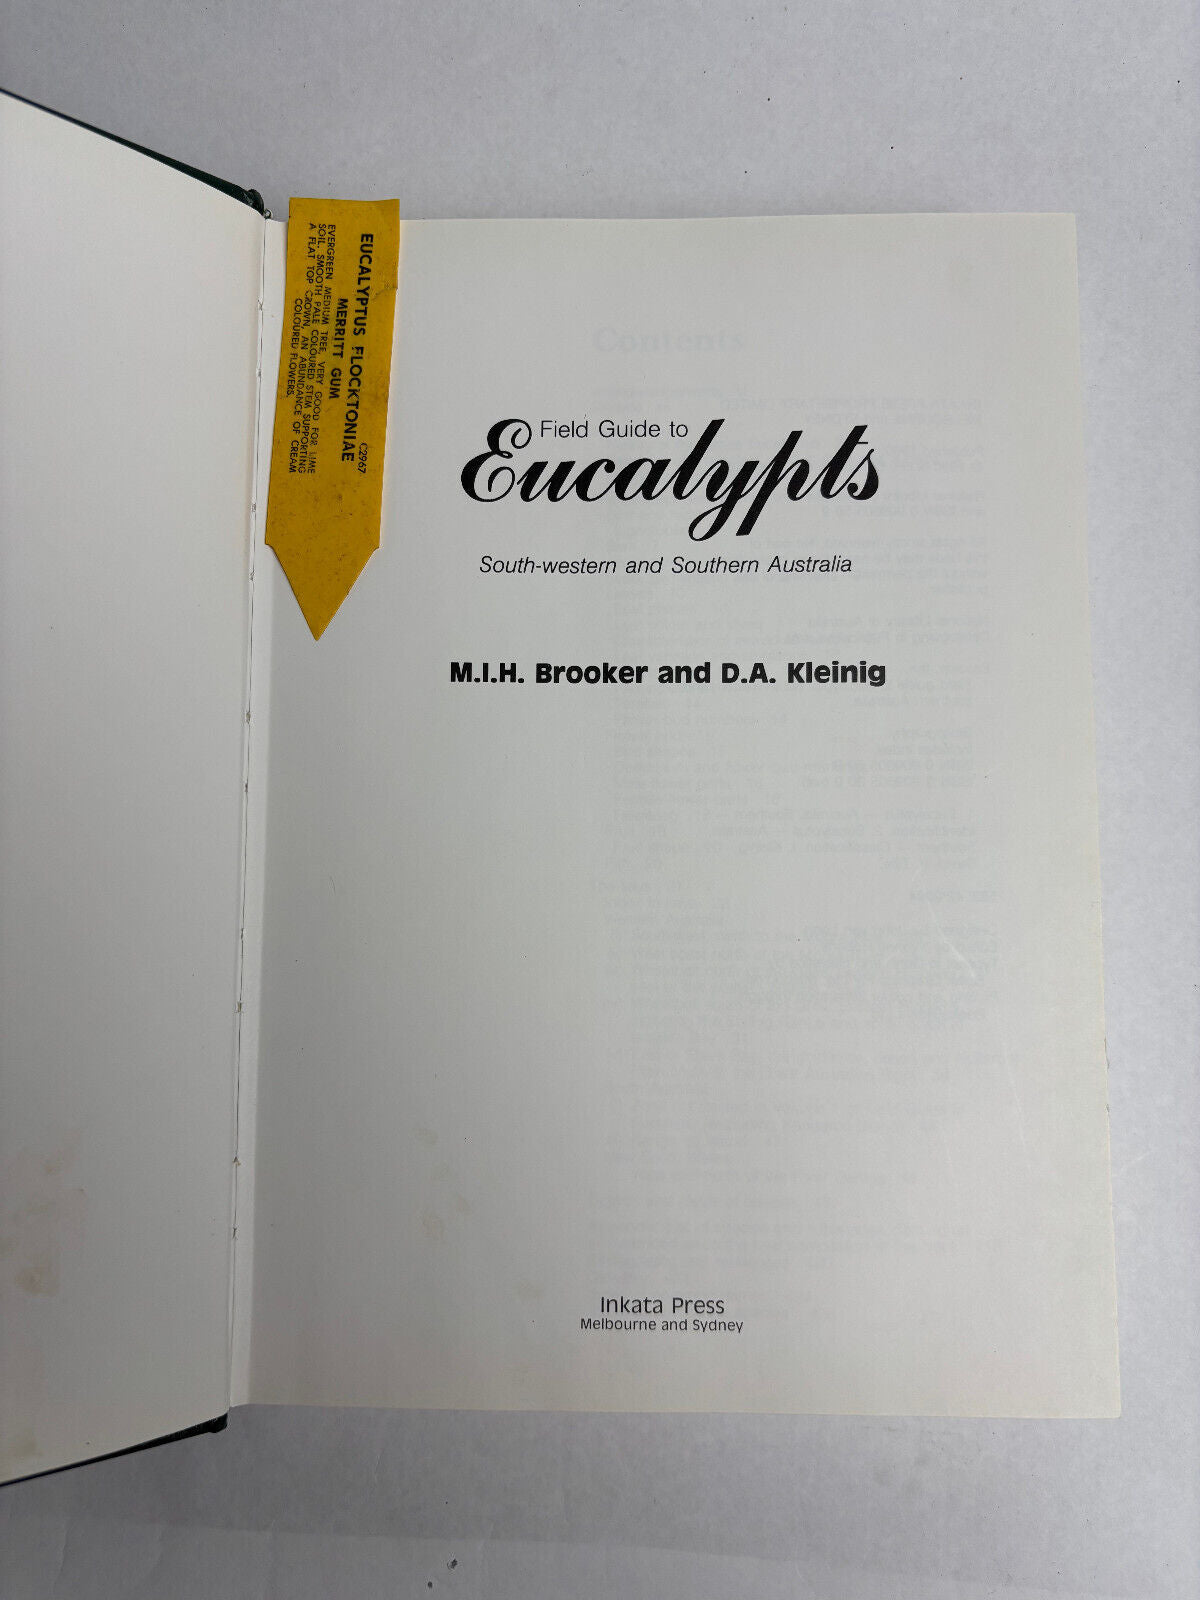 EUCALYPTUS FLOCKTONIAE
C2967
MERRITT GUM
EVERGREEN MEDIUM TREE, VERY GOOD FOR LIME
SOIL. SMOOTH PALE COLOURED STEM SUPPORTING
A FLAT TOP CROWN, AN ABUNDANCE OF CREAM
COLOURED FLOWERS.
Field Guide to
Eucalypts
South-western and Southern Australia
M.I.H. Brooker and D.A. Kleinig
Inkata Press
Melbourne and Sydney